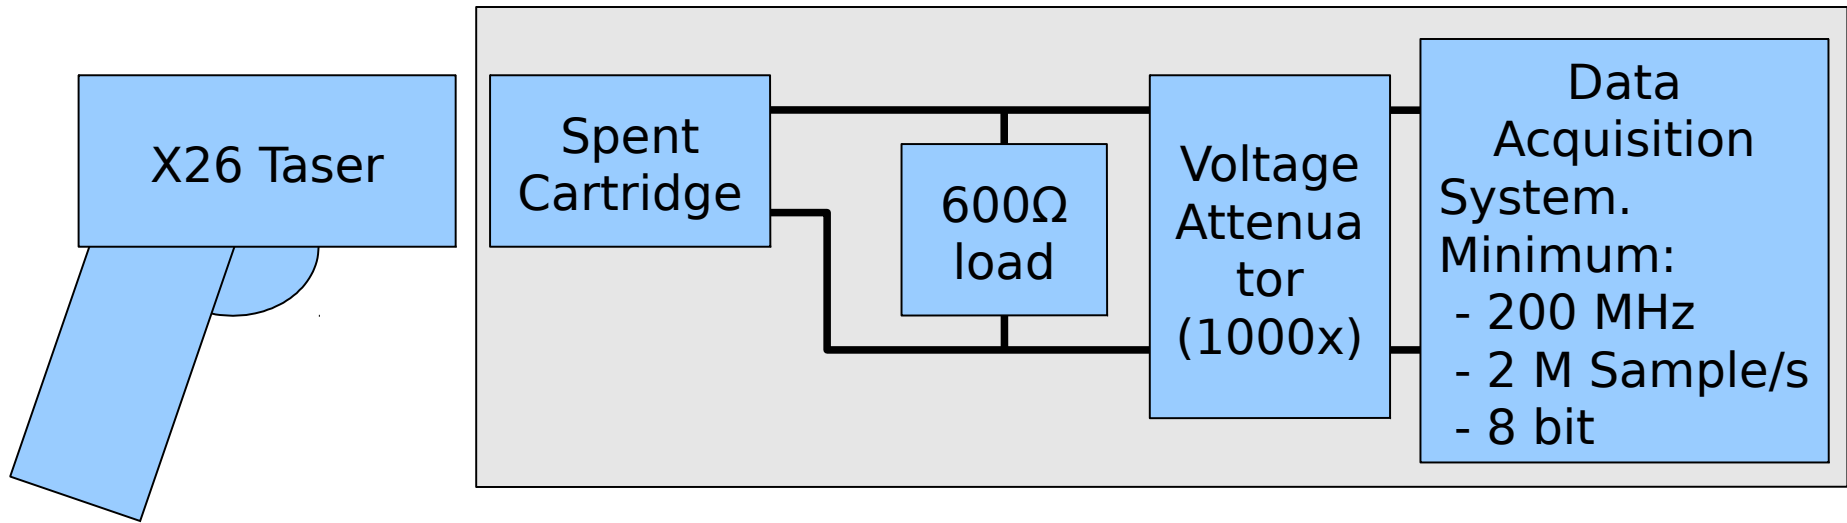 X26 Taser
Spent
Cartridge
600Ω
load
Voltage
Attenua
tor
(1000x)
Data
Acquisition
System.
Minimum:
- 200 MHz
- 2 M Sample/s
- 8 bit